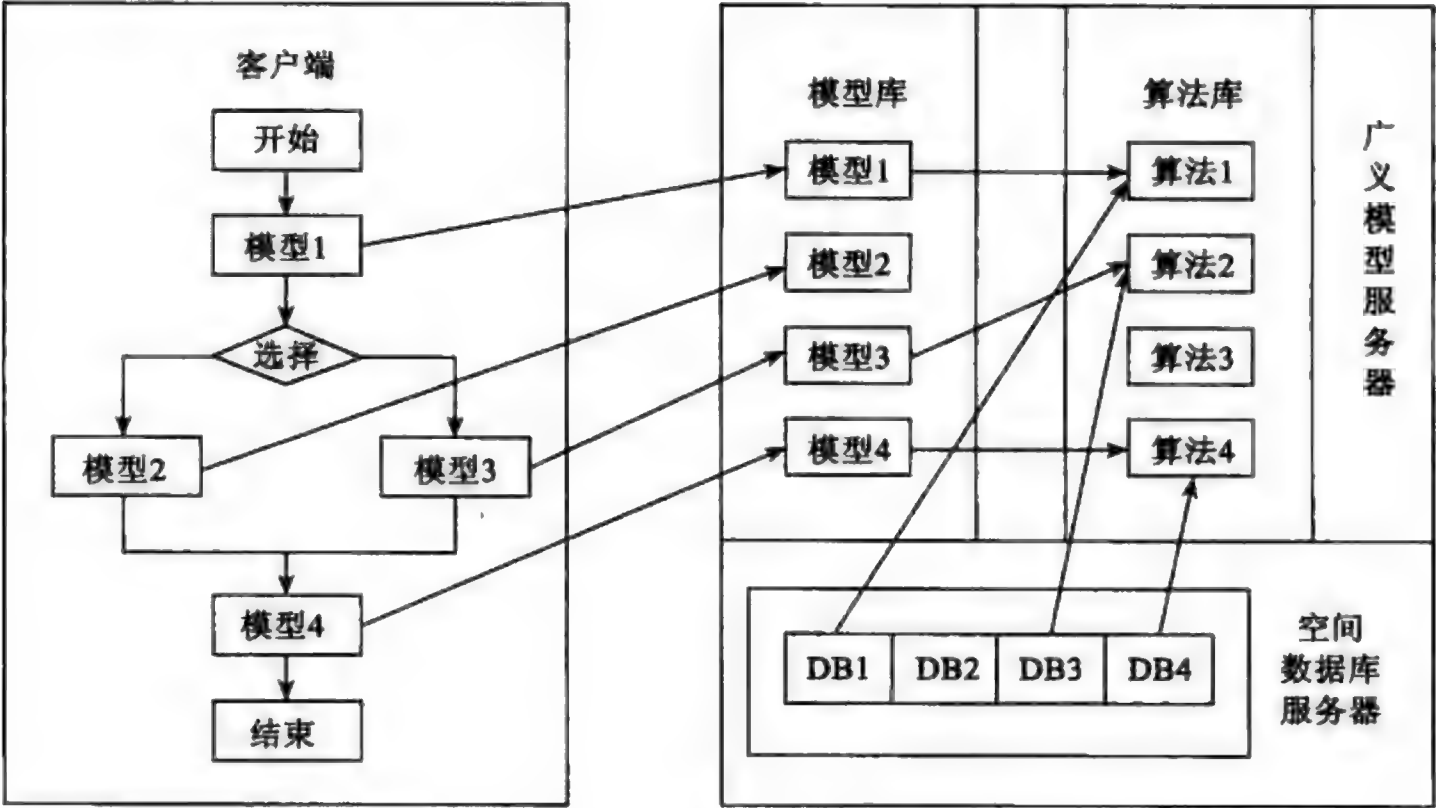 客户端
开始
模型1
选择
模型2
模型3
模型4
结束
模型库
模型1
模型2
模型3
模型4
算法库
算法1
算法2
算法3
算法4
广义模型服务器
DB1 DB2 DB3 DB4
空间
数据库
服务器